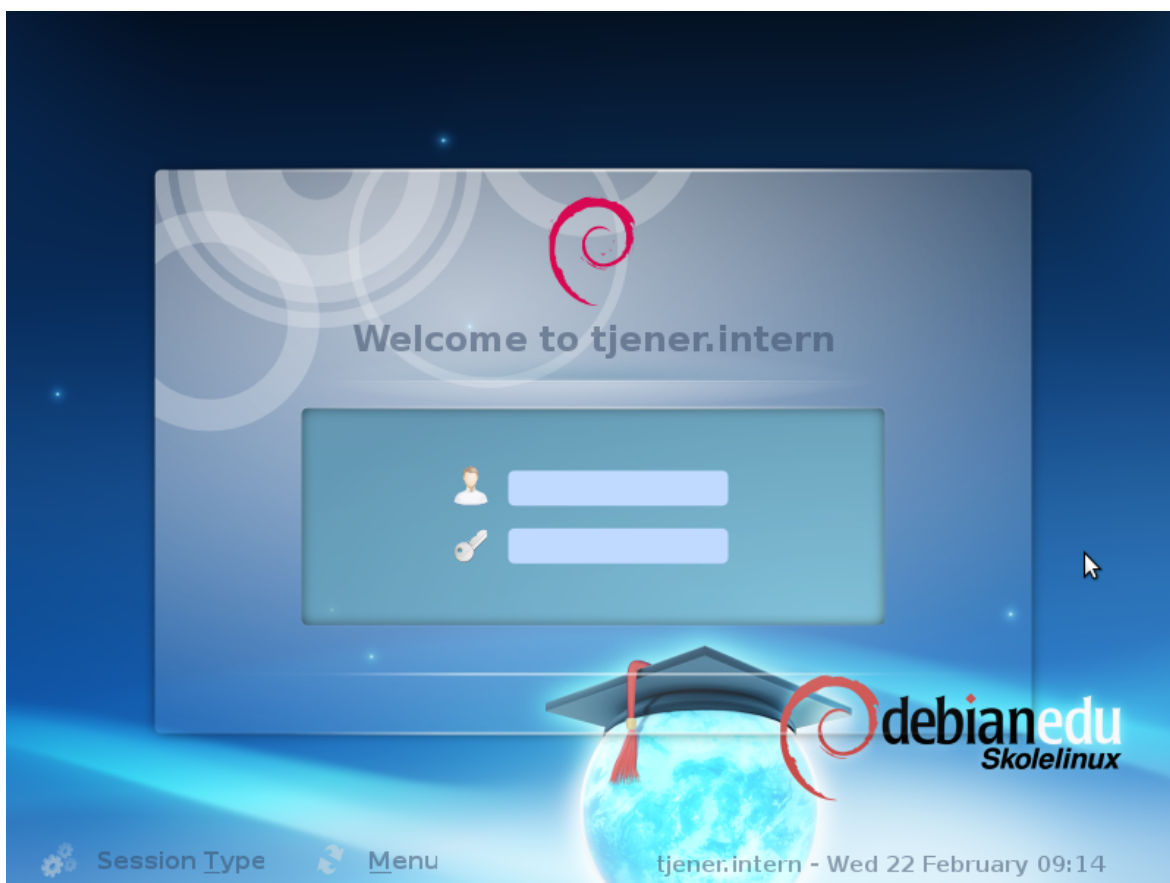 Welcome to tjener.intern
debianedu
Skolelinux
Session Type
Menu
tjener.intern - Wed 22 February 09:14